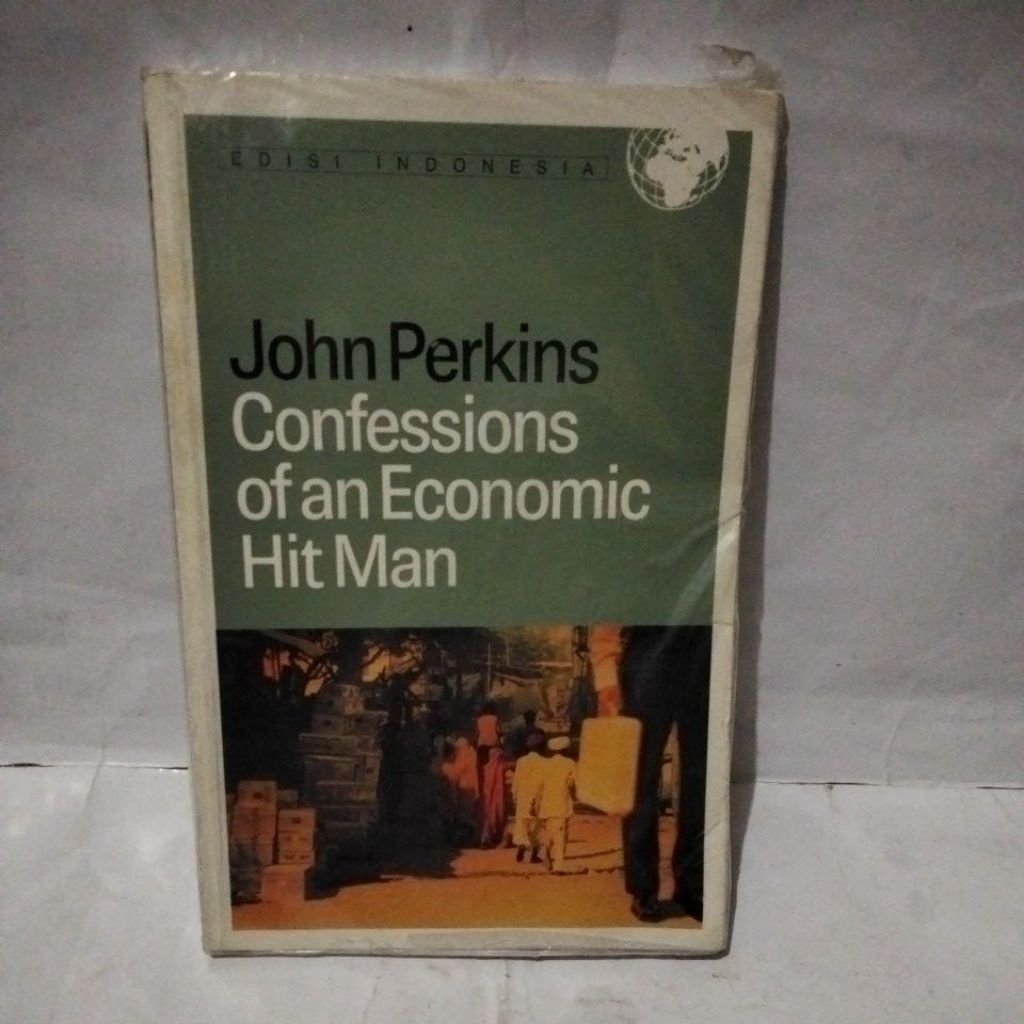 EDISI INDONESIA
John Perkins
Confessions
of an Economic
Hit Man